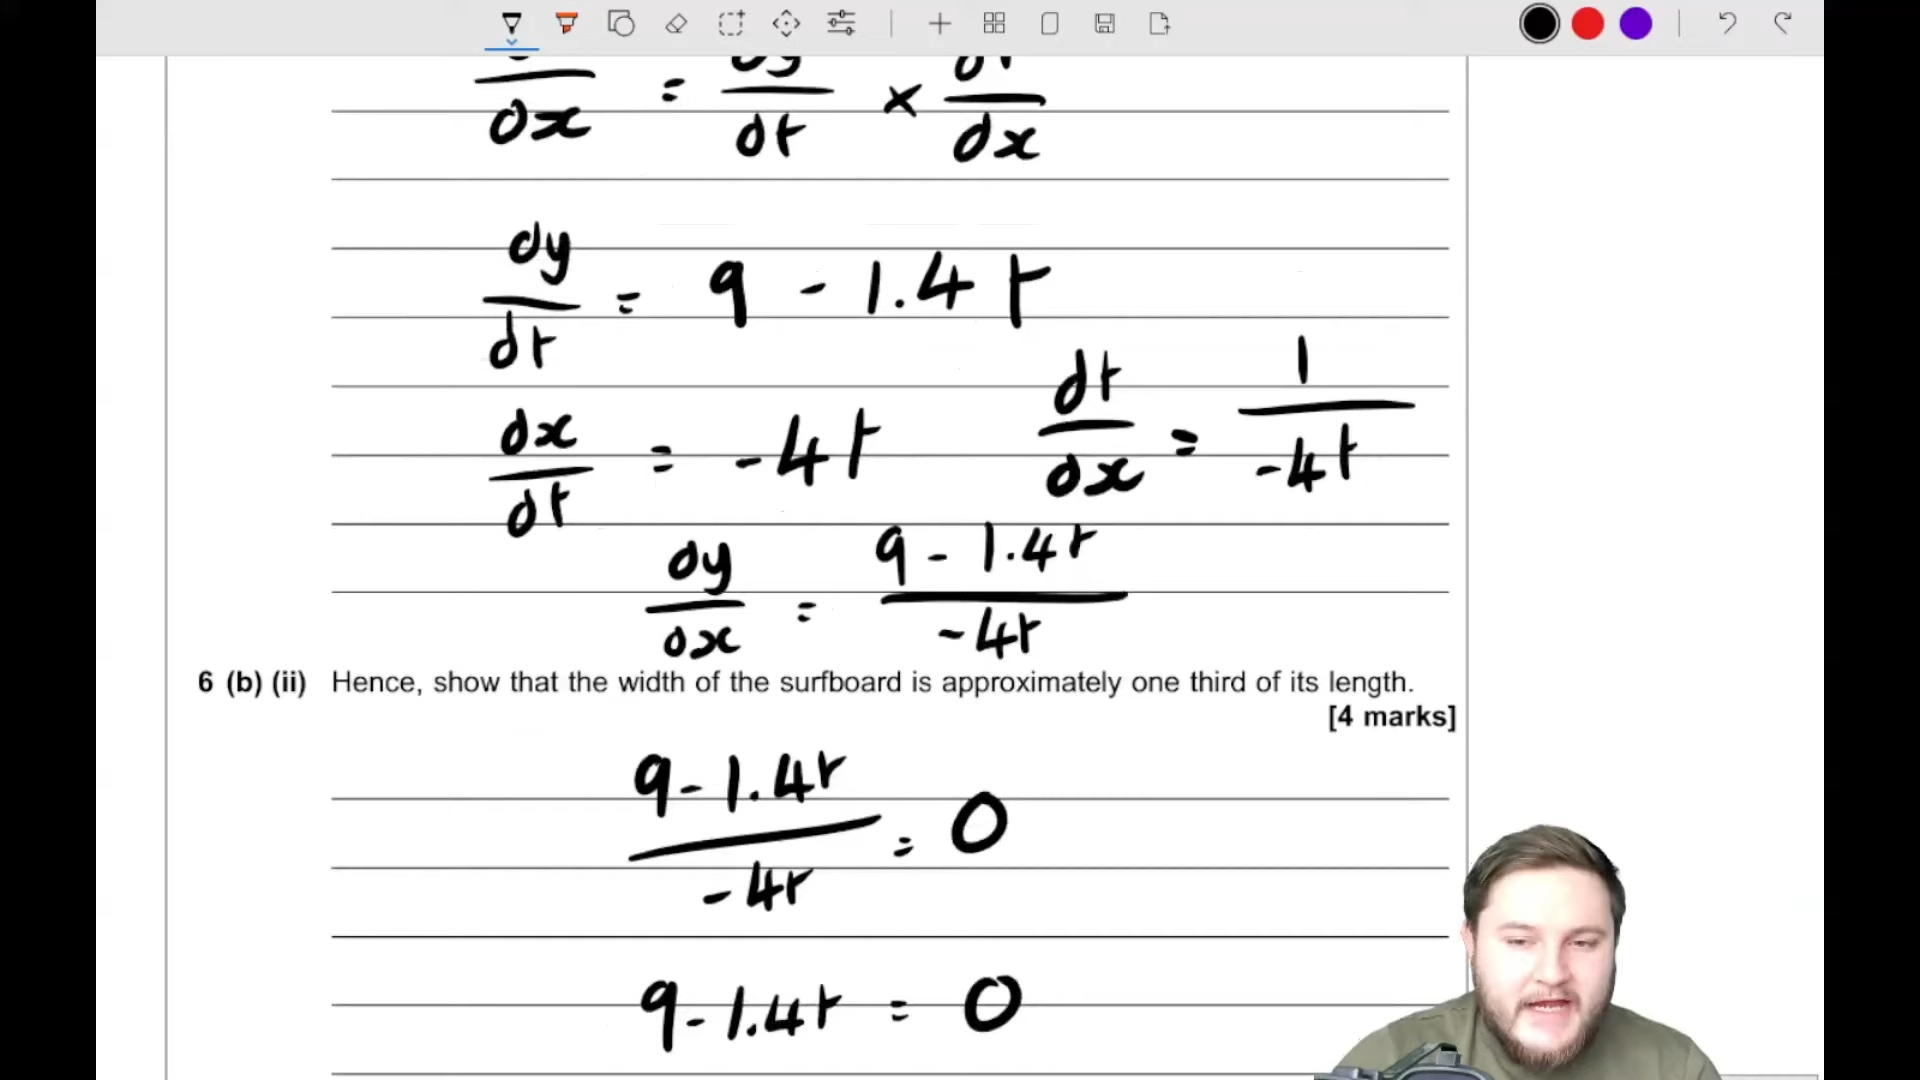 dx = dy/dt × dt/dx
dy/dt = 9 - 1.4t
dx/dt = -4t
dt/dx = 1/-4t
dy/dx = 9 - 1.4t/-4t
6 (b) (ii) Hence, show that the width of the surfboard is approximately one third of its length.
[4 marks]
9 - 1.4t/-4t = 0
9 - 1.4t = 0